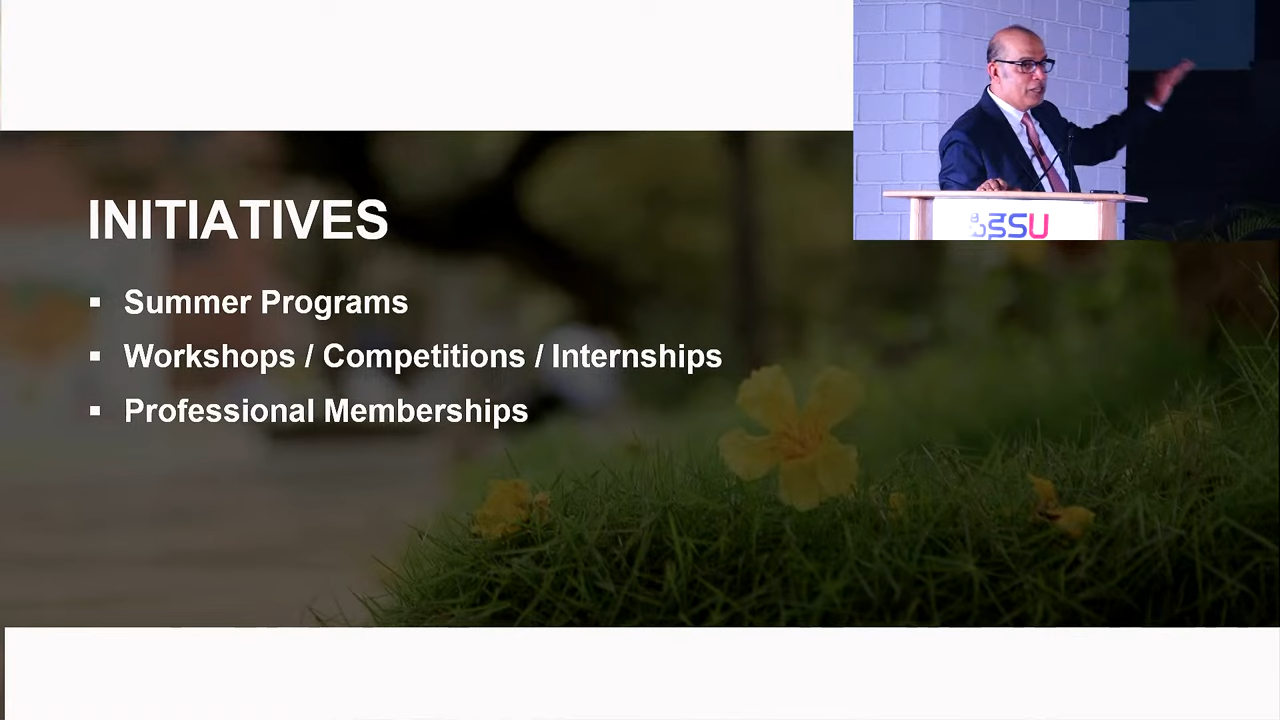 INITIATIVES
Summer Programs
Workshops / Competitions / Internships
Professional Memberships